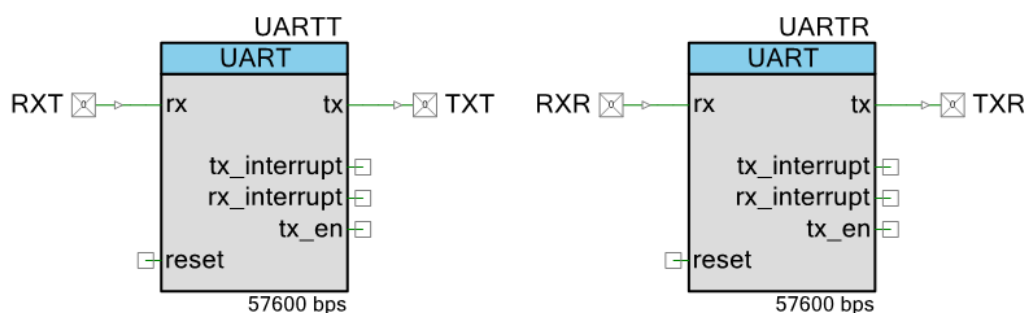 UARTT
UART
RXT rx tx TXT
tx_interrupt
rx_interrupt
tx_en
reset
57600 bps
UARTR
UART
RXR rx tx TXR
tx_interrupt
rx_interrupt
tx_en
reset
57600 bps